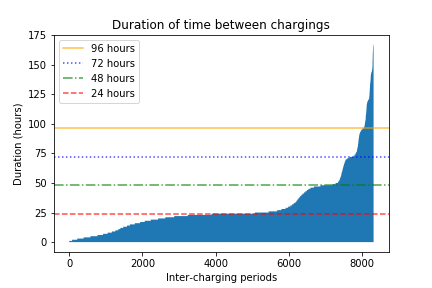 Duration of time between chargings
175
150
125
100
75
50
25
0
Duration (hours)
96 hours
72 hours
48 hours
24 hours
0 2000 4000 6000 8000
Inter-charging periods